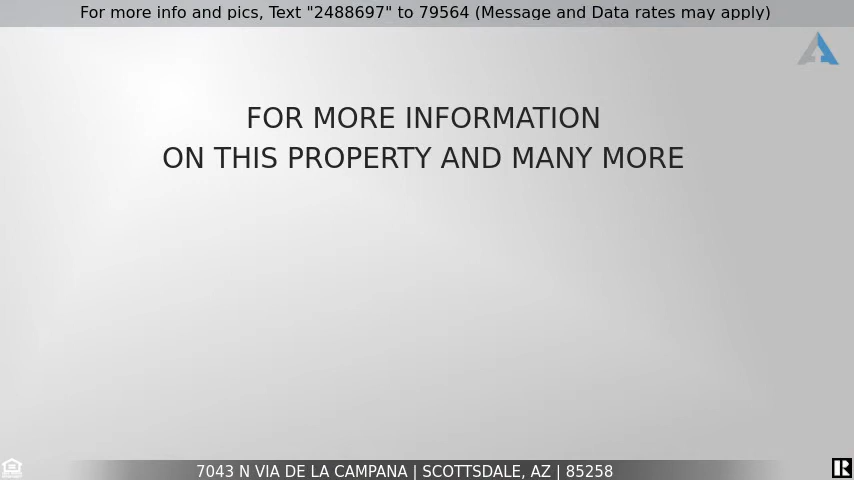 For more info and pics, Text "2488697" to 79564 (Message and Data rates may apply)
FOR MORE INFORMATION
ON THIS PROPERTY AND MANY MORE
7043 N VIA DE LA CAMPANA | SCOTTSDALE, AZ | 85258